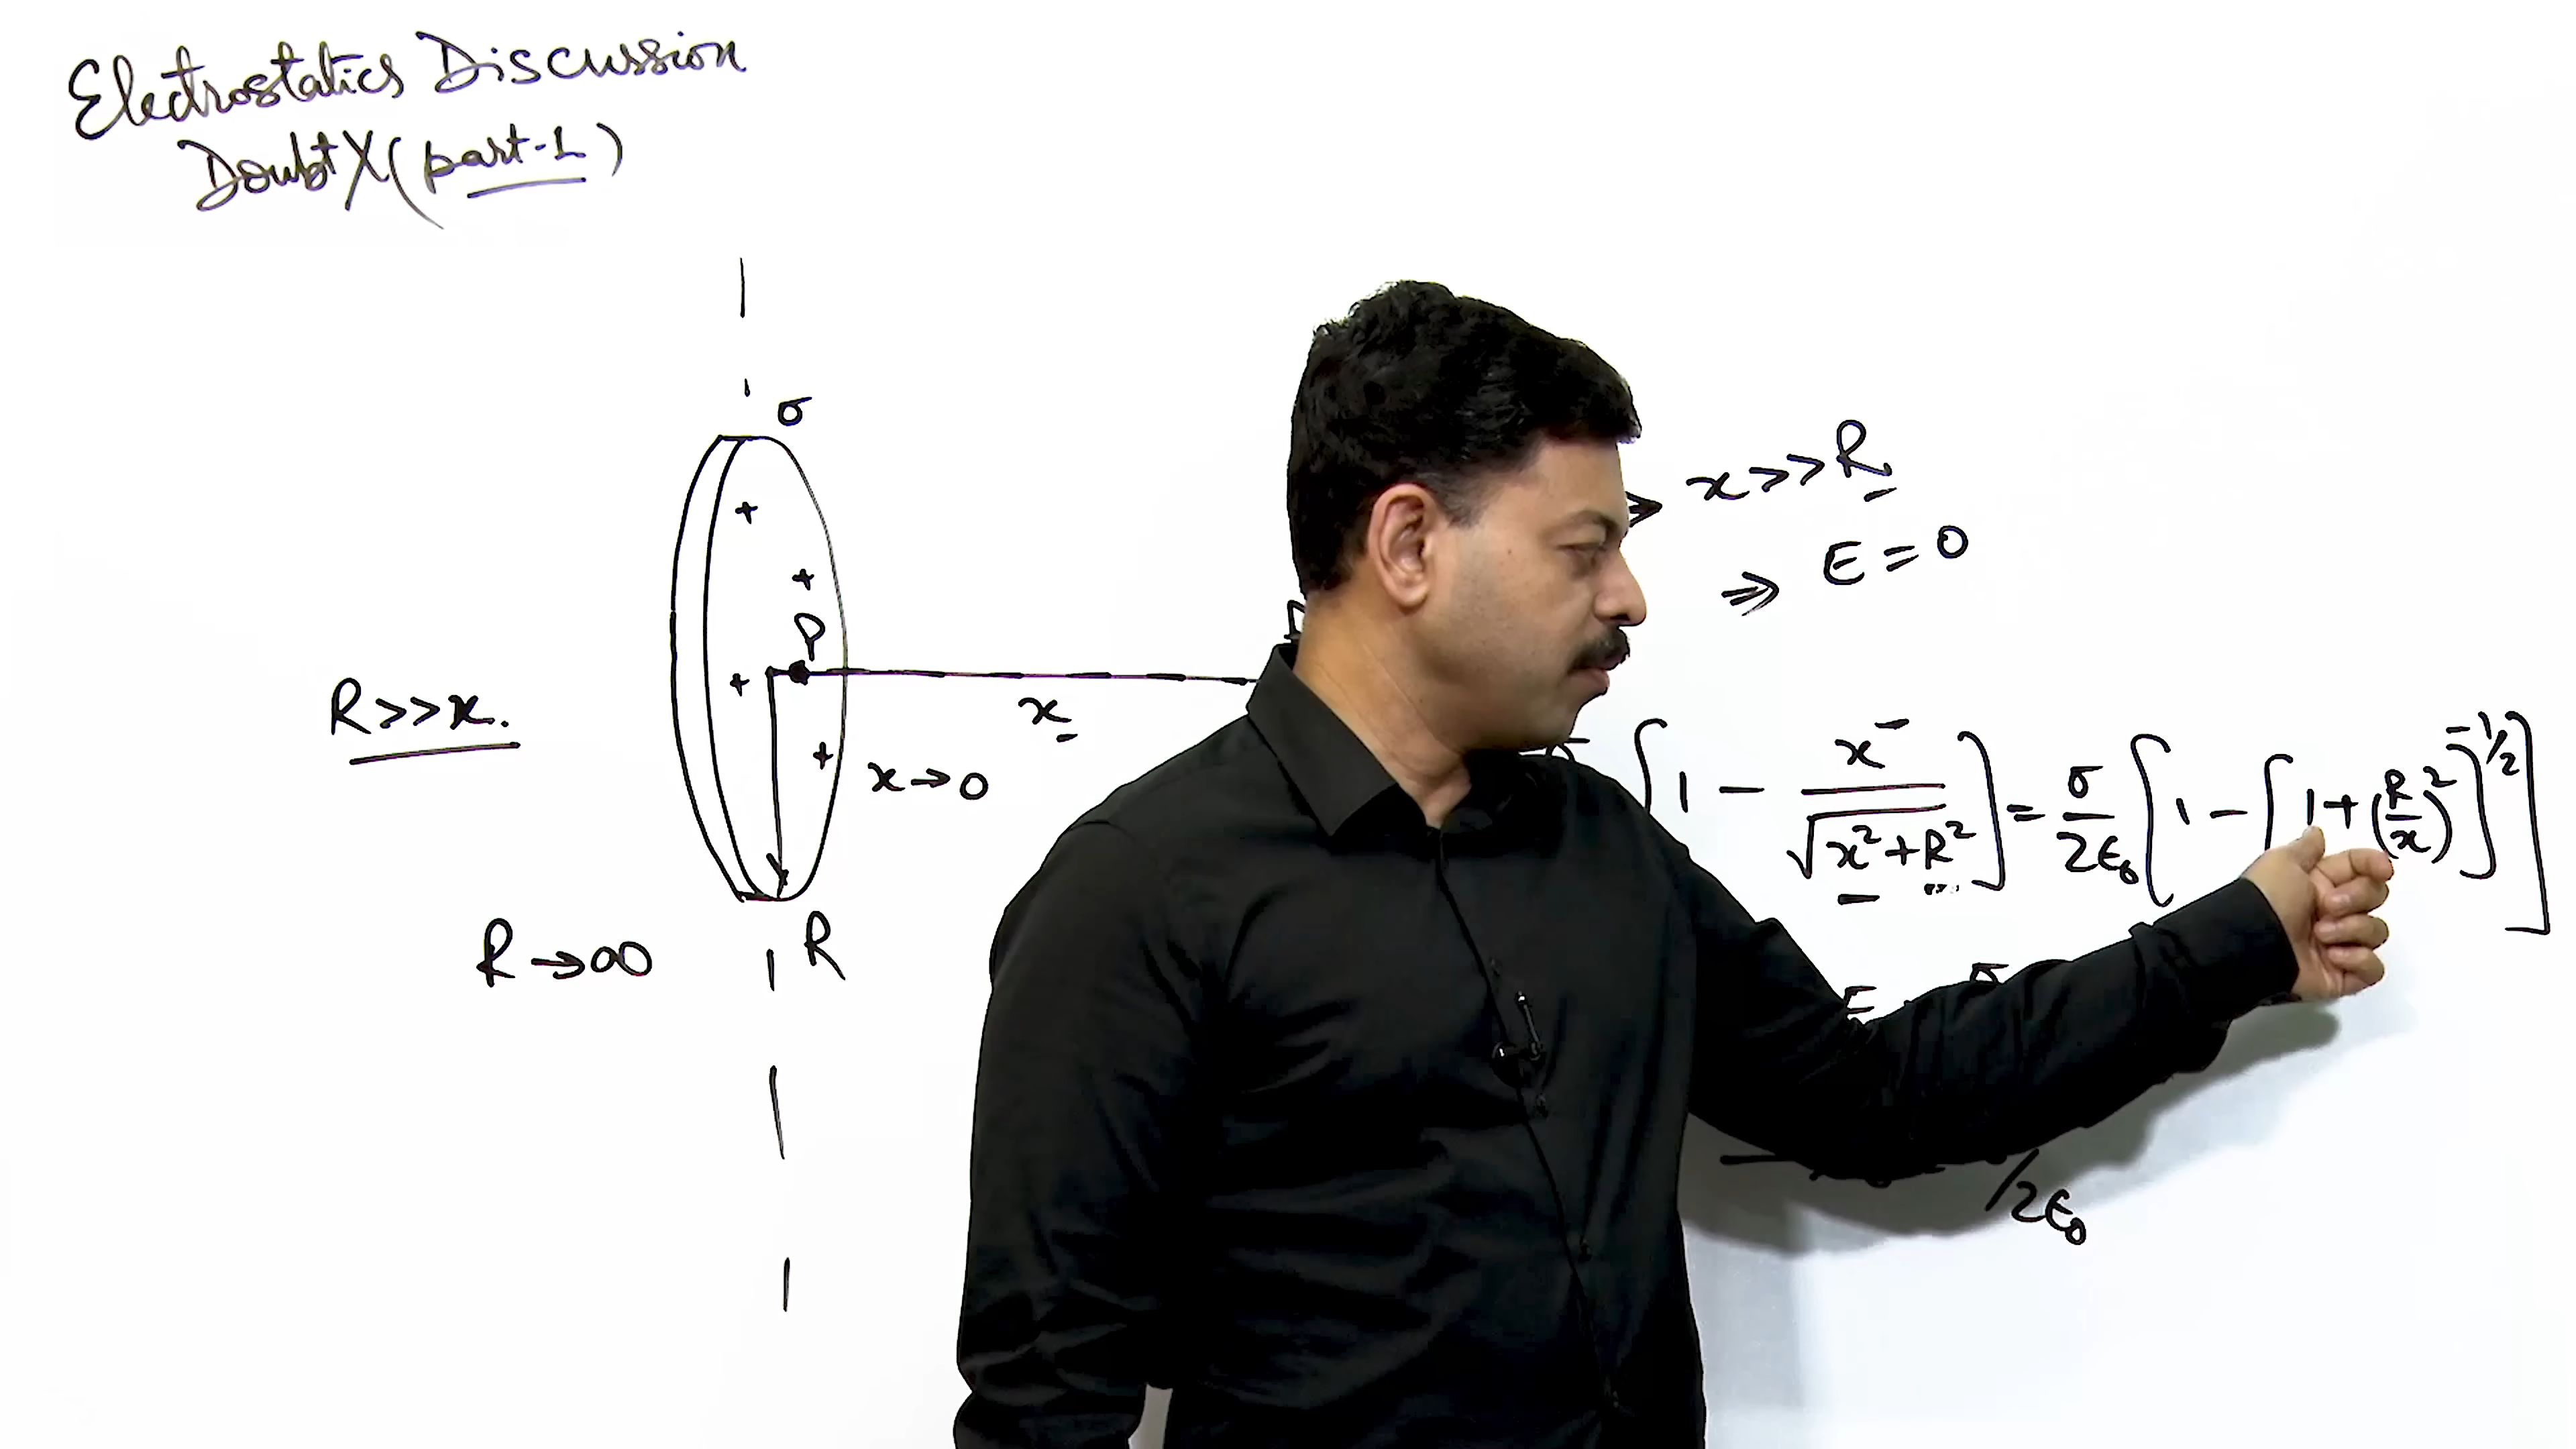 Electrostatics Discussion
Doubt X (part-1)
σ
+
+
P
+
+
x
x→0
R>>x.
R→∞
R
x>>R
⇒ E = 0
[1 - x/√(x²+R²)] = σ/2ε₀ [1 - [1+(R/x)²]^(-1/2)]
/2ε₀